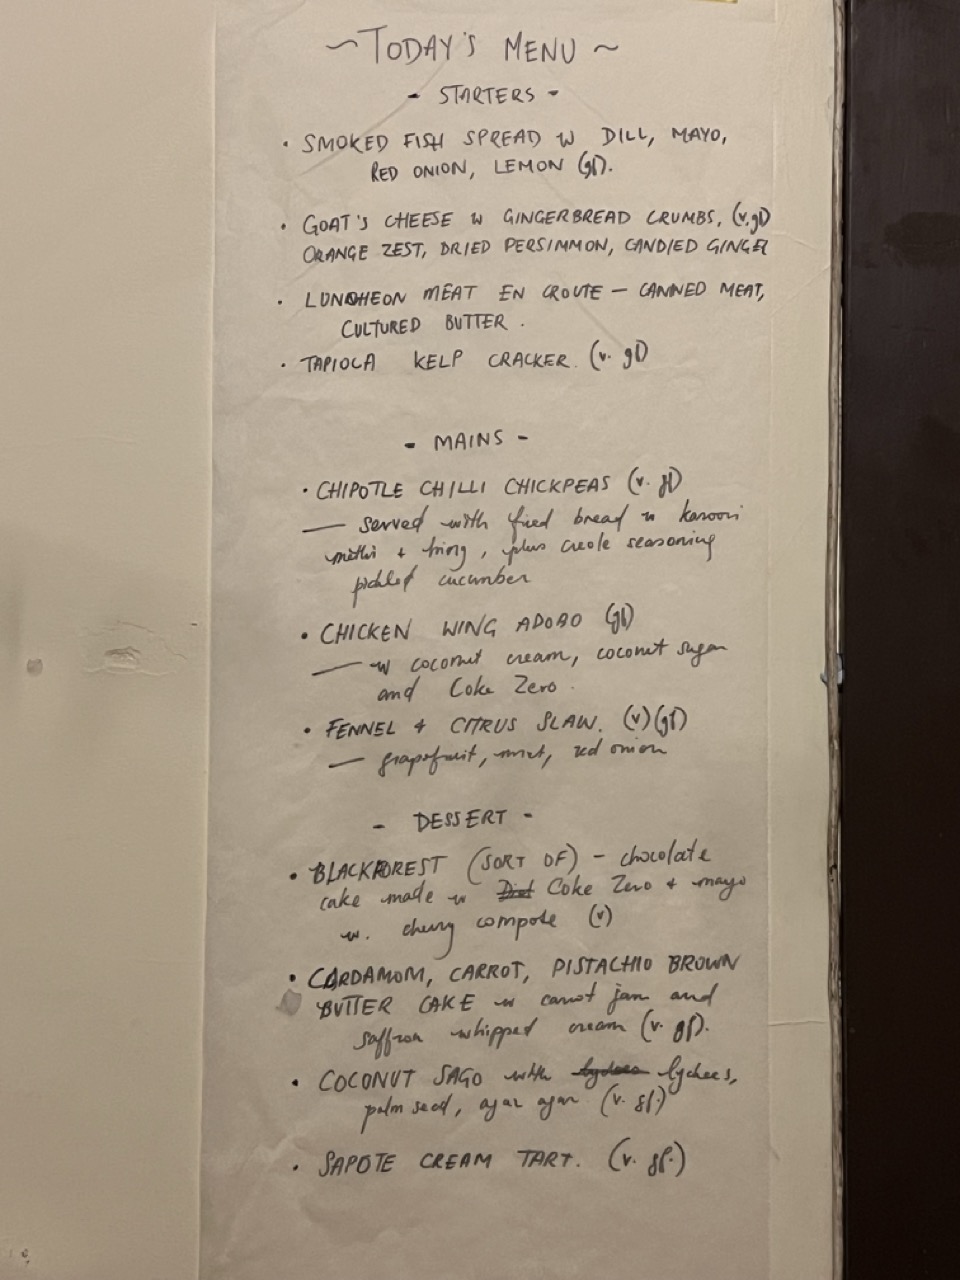 ~ TODAY'S MENU ~
- STARTERS -
• SMOKED FISH SPREAD W DILL, MAYO,
RED ONION, LEMON (gf).
• GOAT'S CHEESE W GINGERBREAD CRUMBS, (v.gf)
ORANGE ZEST, DRIED PERSIMMON, CANDIED GINGER
• LUNCHEON MEAT EN CROUTE — CANNED MEAT,
CULTURED BUTTER.
• TAPIOCA KELP CRACKER. (v. gf)
- MAINS -
• CHIPOTLE CHILLI CHICKPEAS (v. gf)
— served with fried bread w kasoori
methi + hing, plus creole seasoning
pickled cucumber
• CHICKEN WING ADOBO (gf)
— w coconut cream, coconut sugar
and Coke Zero.
• FENNEL & CITRUS SLAW. (v) (gf)
— grapefruit, mint, red onion
- DESSERT -
• BLACKFOREST (SORT OF) - chocolate
cake made w Diet Coke Zero + mayo
w. cherry compote (v)
• CARDAMOM, CARROT, PISTACHIO BROWN
BUTTER CAKE w carrot jam and
saffron whipped cream (v. gf).
• COCONUT SAGO with lychees,
palm seed, agar agar (v. gf.)
• SAPOTE CREAM TART. (v. gf.)